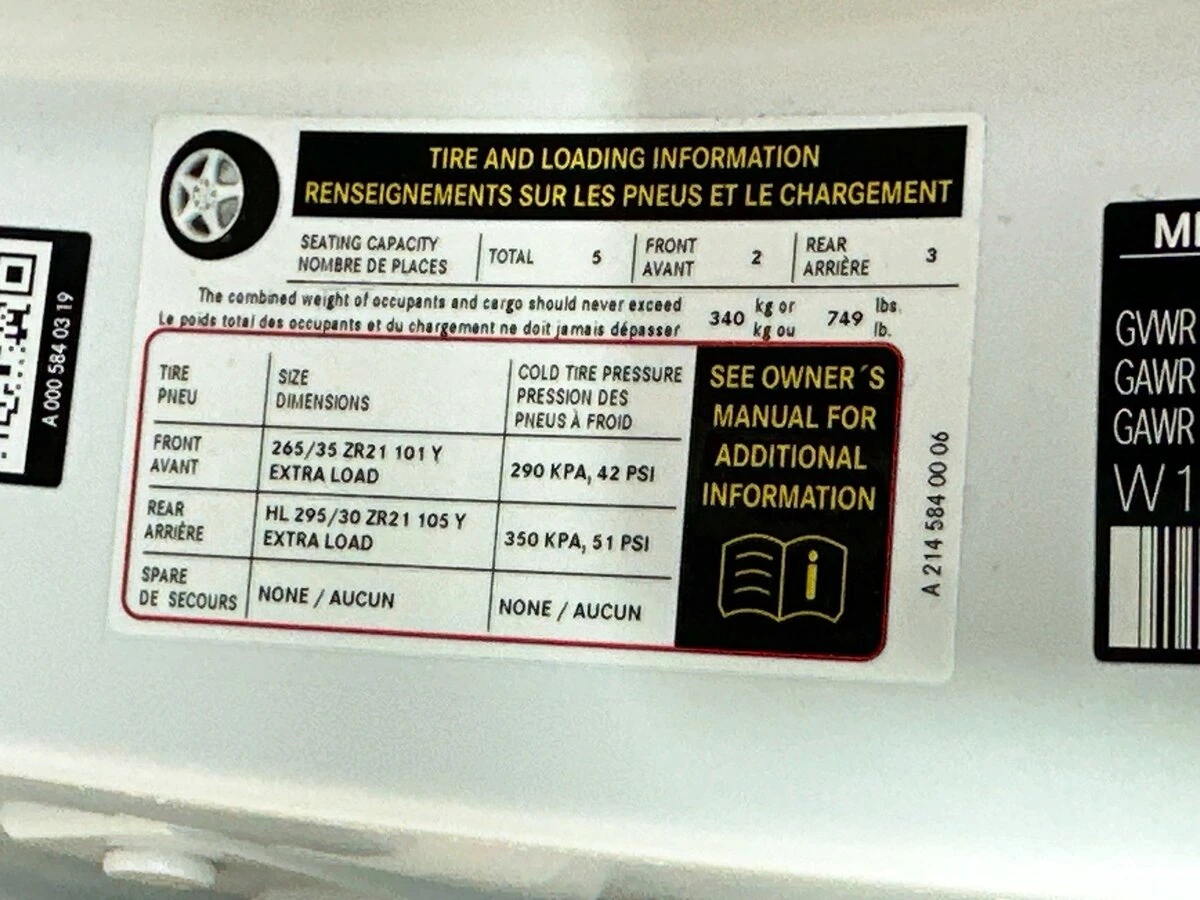 TIRE AND LOADING INFORMATION
RENSEIGNEMENTS SUR LES PNEUS ET LE CHARGEMENT
SEATING CAPACITY
NOMBRE DE PLACES
TOTAL 5
FRONT
AVANT
2
REAR
ARRIÈRE
3
The combined weight of occupants and cargo should never exceed
Le poids total des occupants et du chargement ne doit jamais dépasser
340 kg or
kg ou
749 lbs.
lb.
TIRE
PNEU
SIZE
DIMENSIONS
COLD TIRE PRESSURE
PRESSION DES
PNEUS À FROID
FRONT
AVANT
265/35 ZR21 101 Y
EXTRA LOAD
290 KPA, 42 PSI
REAR
ARRIÈRE
HL 295/30 ZR21 105 Y
EXTRA LOAD
350 KPA, 51 PSI
SPARE
DE SECOURS
NONE / AUCUN
NONE / AUCUN
SEE OWNER´S
MANUAL FOR
ADDITIONAL
INFORMATION
i
A 214 584 00 06
A 000 584 03 19
GVWR
GAWR
GAWR
W1